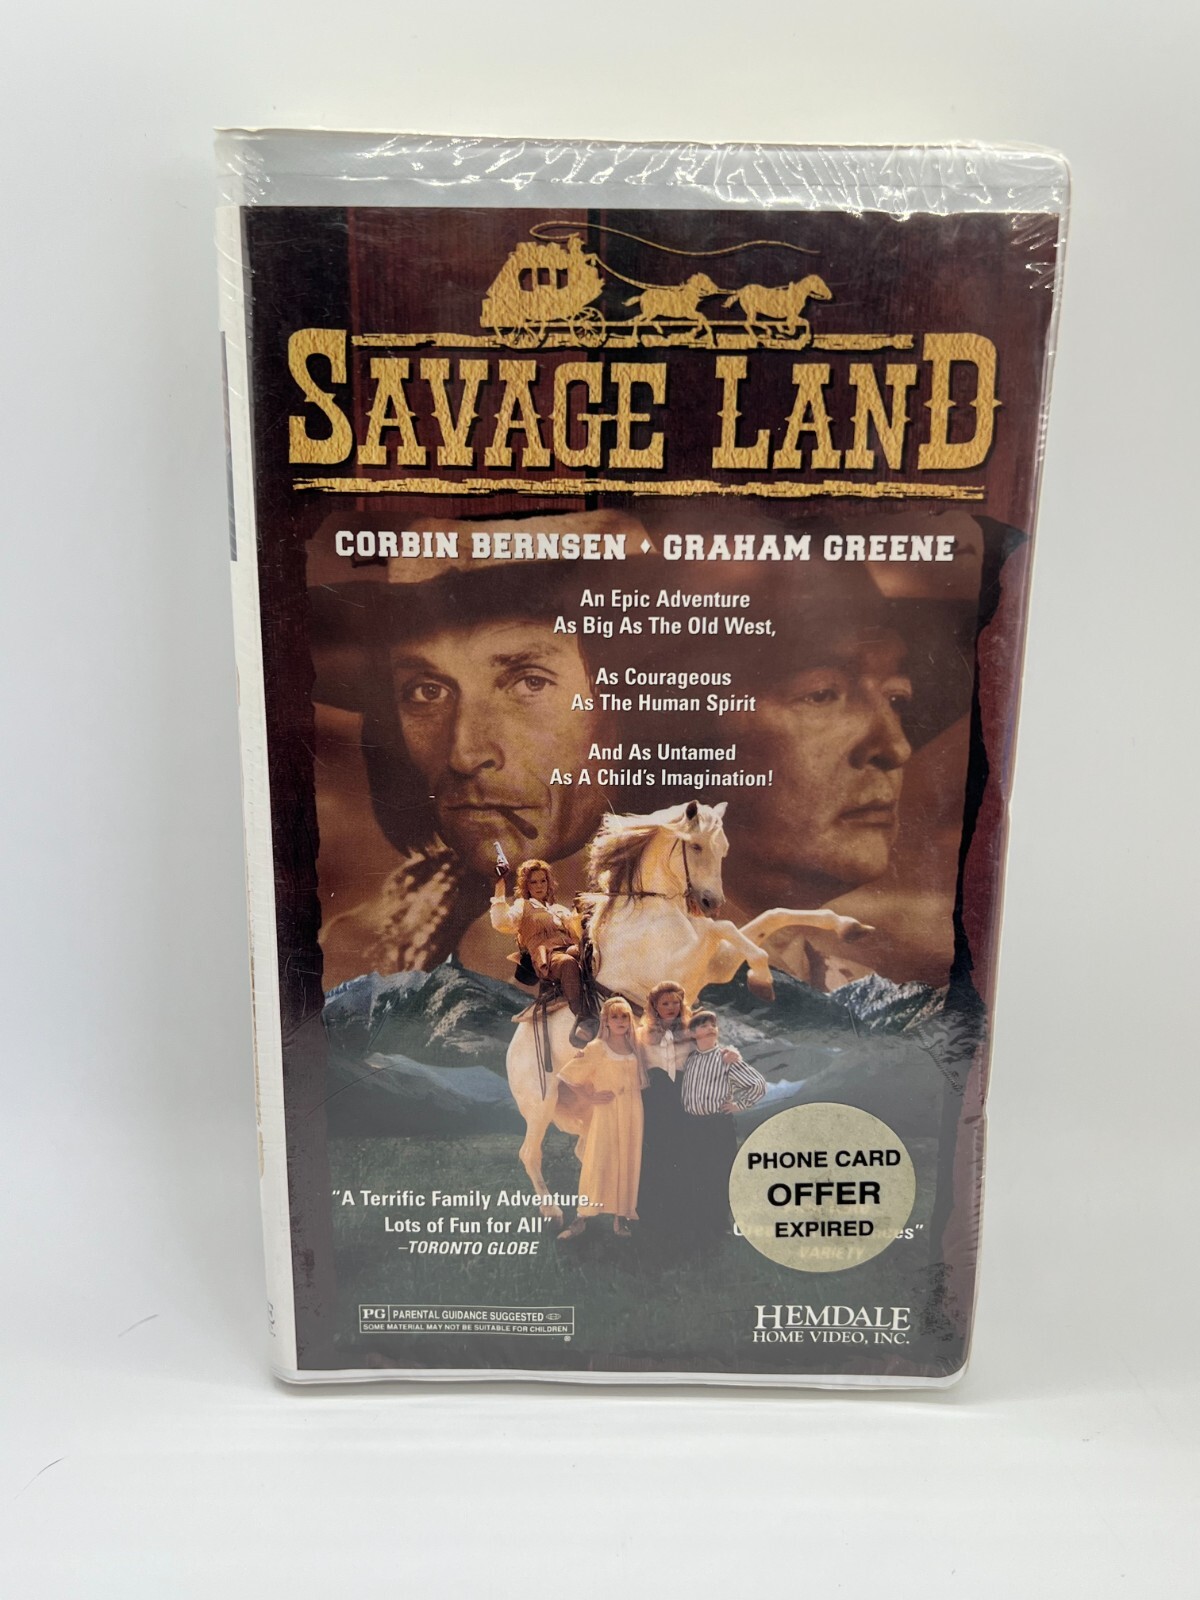 SAVAGE LAND
CORBIN BERNSEN ♦ GRAHAM GREENE
An Epic Adventure
As Big As The Old West,
As Courageous
As The Human Spirit
And As Untamed
As A Child's Imagination!
"A Terrific Family Adventure...
Lots of Fun for All"
–TORONTO GLOBE
PHONE CARD
OFFER
EXPIRED
VARIETY
PG PARENTAL GUIDANCE SUGGESTED
SOME MATERIAL MAY NOT BE SUITABLE FOR CHILDREN
®
HEMDALE
HOME VIDEO, INC.